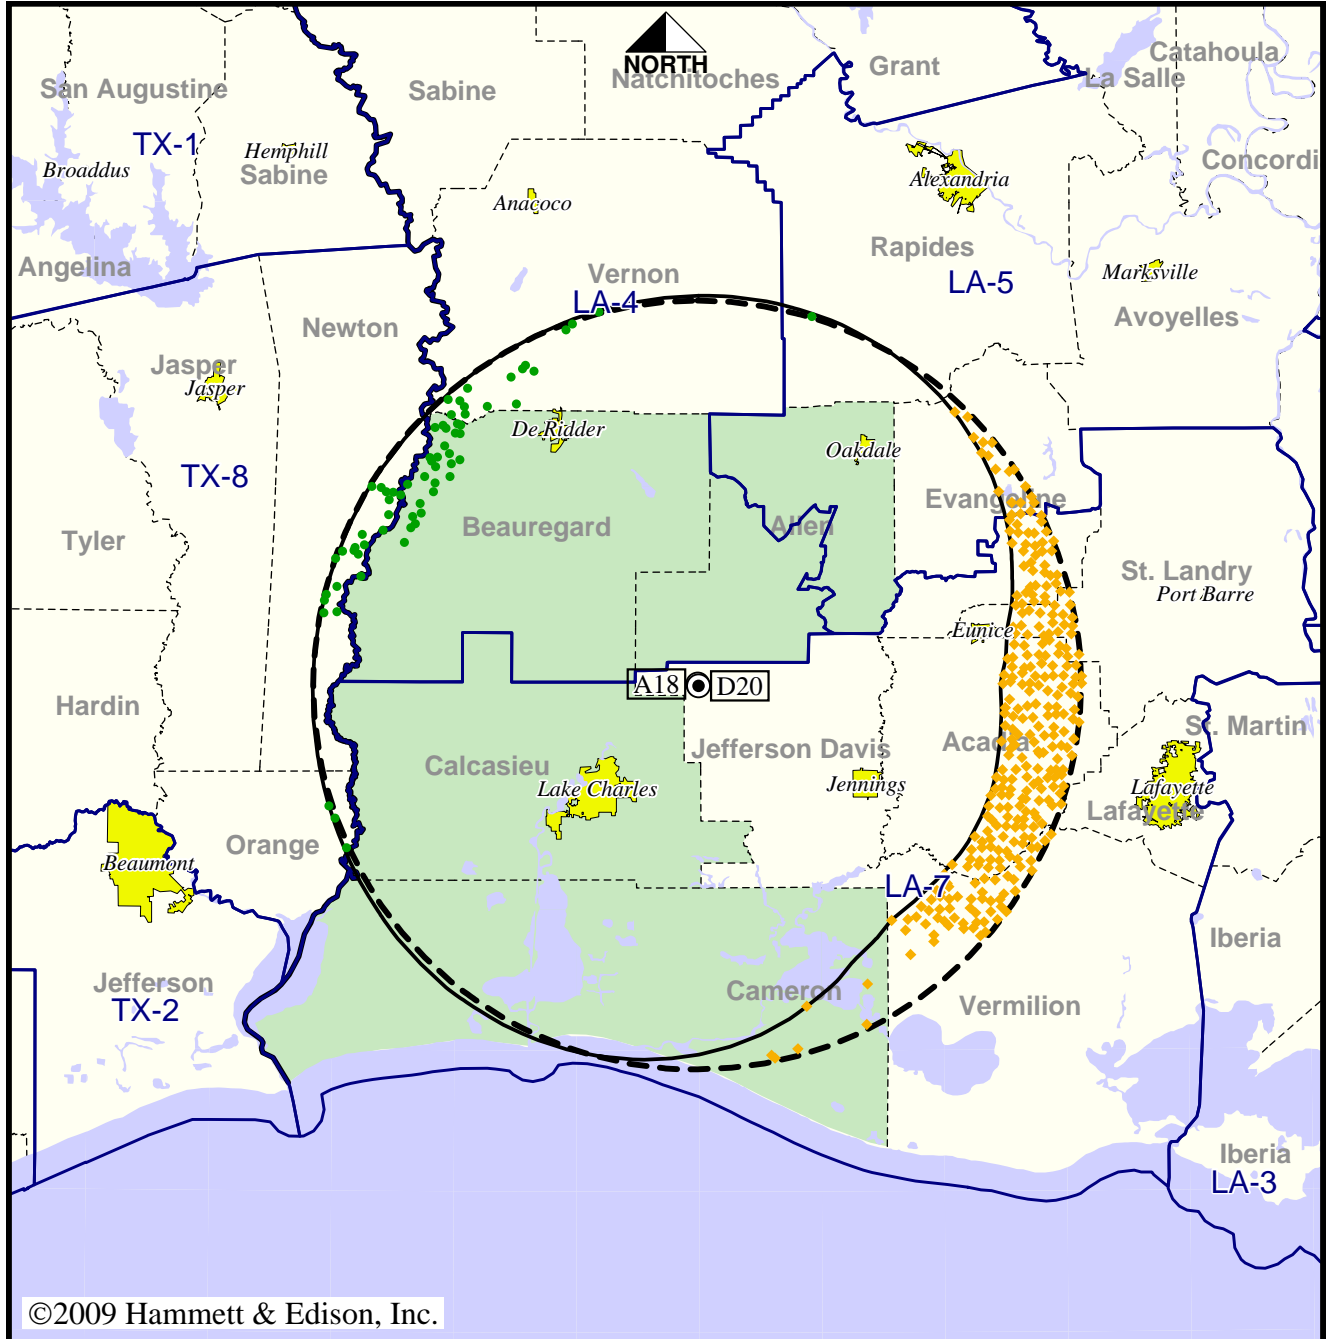 Catahoula
Grant
La Salle
NORTH
Natchitoches
San Augustine
Sabine
TX-1
Hemphill
Broaddus
Sabine
Concordi
Alexandria
Anacoco
Rapides
Angelina
Vernon
Marksville
LA-5
LA-4
Newton
Avoyelles
Jasper
Jasper
De Ridder
Oakdale
TX-8
Evangeline
Beauregard
Allen
Tyler
St. Landry
Port Barre
Eunice
A18
D20
Hardin
St. Martin
Acadia
Jefferson Davis
Calcasieu
Jennings
Lake Charles
Lafayette
Lafayette
Orange
Beaumont
LA-7
Iberia
Jefferson
Cameron
TX-2
Vermilion
Iberia
LA-3
©2009 Hammett & Edison, Inc.